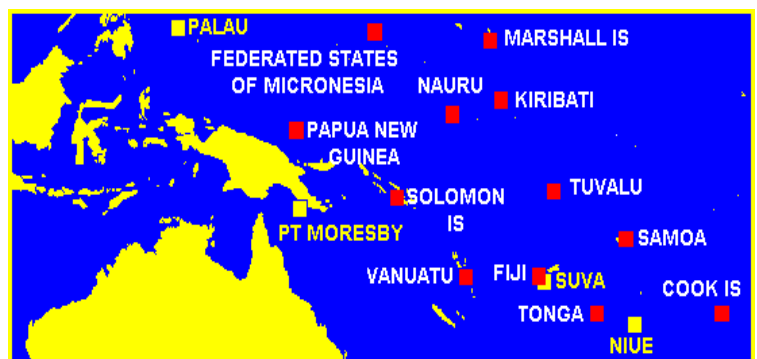 PALAU
MARSHALL IS
FEDERATED STATES
OF MICRONESIA
NAURU
KIRIBATI
PAPUA NEW
GUINEA
TUVALU
SOLOMON
IS
PT MORESBY
SAMOA
VANUATU
FIJI
SUVA
COOK IS
TONGA
NIUE